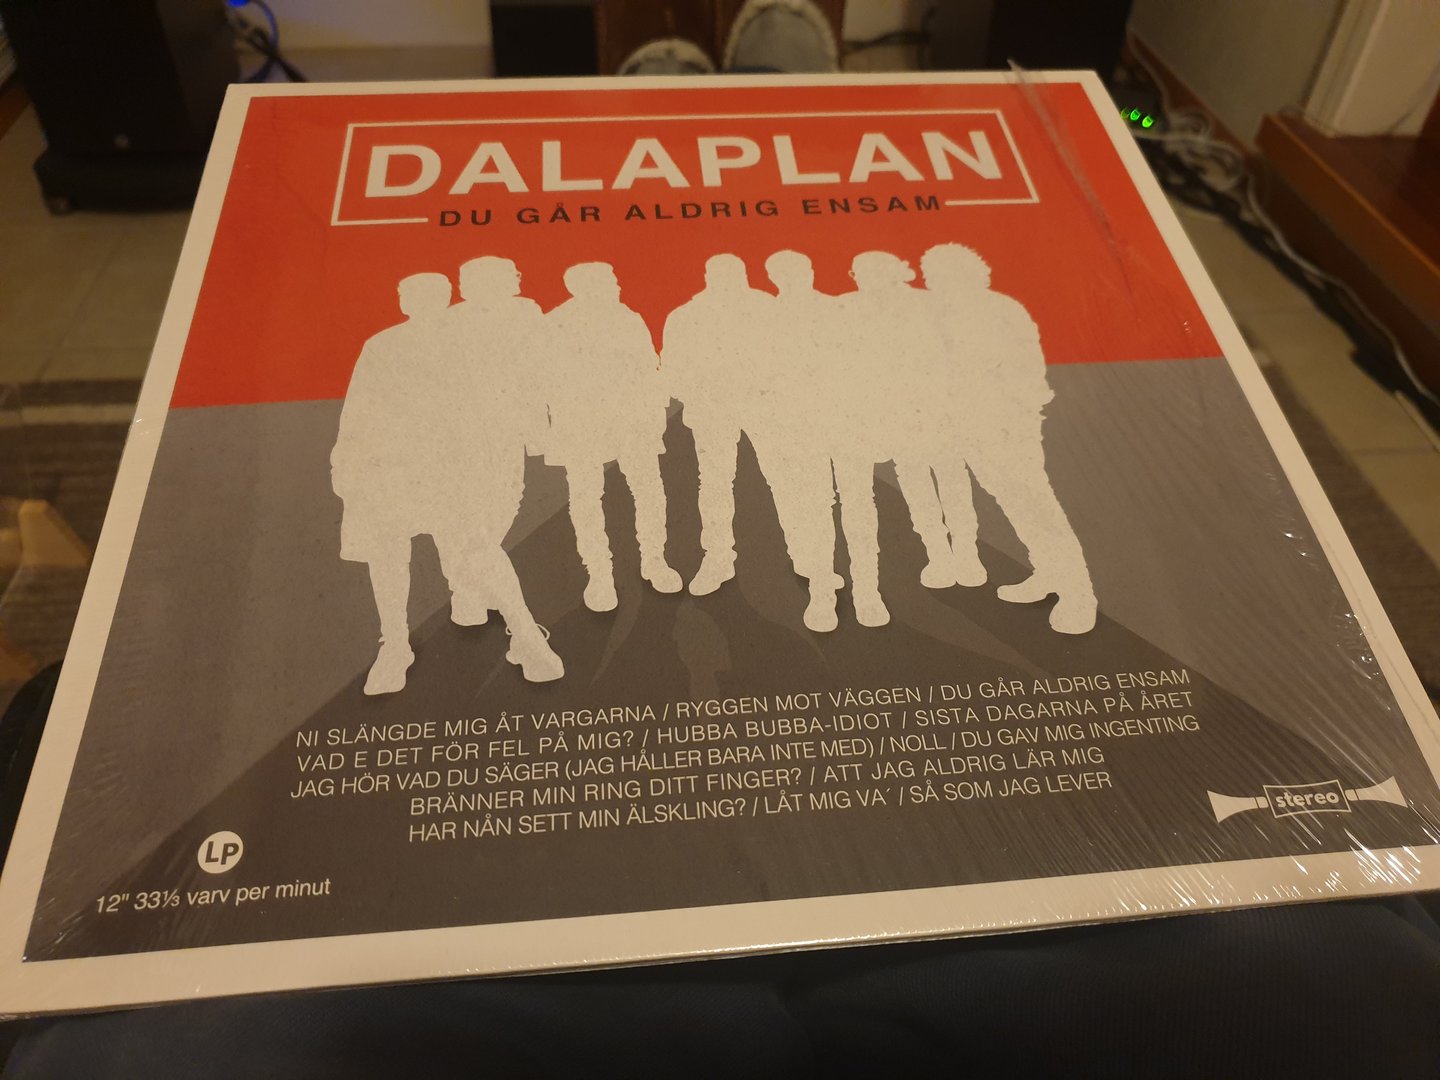 DALAPLAN
DU GÅR ALDRIG ENSAM
NI SLÄNGDE MIG ÅT VARGARNA / RYGGEN MOT VÄGGEN / DU GÅR ALDRIG ENSAM
VAD E DET FÖR FEL PÅ MIG? / HUBBA BUBBA-IDIOT / SISTA DAGARNA PÅ ÅRET
JAG HÖR VAD DU SÄGER (JAG HÅLLER BARA INTE MED) / NOLL / DU GAV MIG INGENTING
BRÄNNER MIN RING DITT FINGER? / ATT JAG ALDRIG LÄR MIG
HAR NÅN SETT MIN ÄLSKLING? / LÅT MIG VA´ / SÅ SOM JAG LEVER
stereo
LP
12" 33⅓ varv per minut